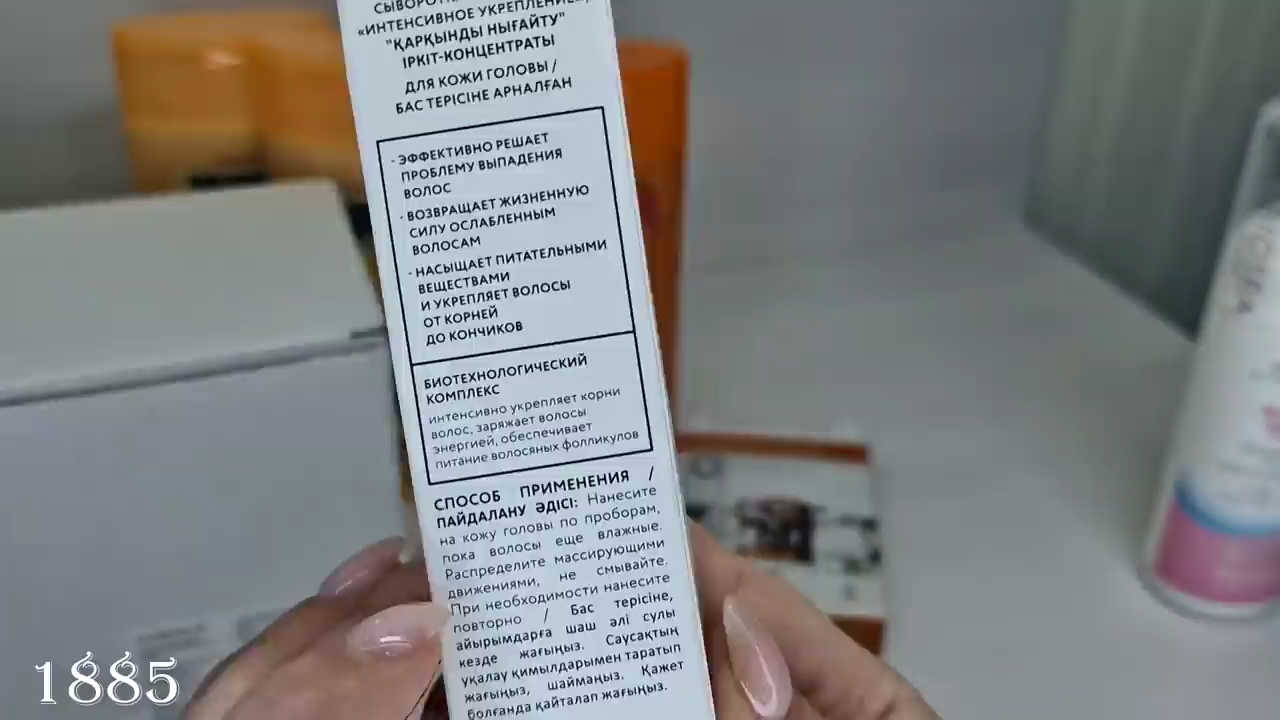 «ИНТЕНСИВНОЕ УКРЕПЛЕНИЕ»
"ҚАРҚЫНДЫ НЫҒАЙТУ"
ІРКІТ-КОНЦЕНТРАТЫ
ДЛЯ КОЖИ ГОЛОВЫ /
БАС ТЕРІСІНЕ АРНАЛҒАН
- ЭФФЕКТИВНО РЕШАЕТ
ПРОБЛЕМУ ВЫПАДЕНИЯ
ВОЛОС
- ВОЗВРАЩАЕТ ЖИЗНЕННУЮ
СИЛУ ОСЛАБЛЕННЫМ
ВОЛОСАМ
- НАСЫЩАЕТ ПИТАТЕЛЬНЫМИ
ВЕЩЕСТВАМИ
И УКРЕПЛЯЕТ ВОЛОСЫ
ОТ КОРНЕЙ
ДО КОНЧИКОВ
БИОТЕХНОЛОГИЧЕСКИЙ
КОМПЛЕКС
интенсивно укрепляет корни
волос, заряжает волосы
энергией, обеспечивает
питание волосяных фолликулов
СПОСОБ ПРИМЕНЕНИЯ /
ПАЙДАЛАНУ ӘДІСІ: Нанесите
на кожу головы по проборам,
пока волосы еще влажные.
Распределите массирующими
движениями, не смывайте.
При необходимости нанесите
повторно / Бас терісіне,
айырымдарға шаш әлі сулы
кезде жағыңыз. Саусақтың
уқалау қимылдарымен таратып
жағыңыз, шаймаңыз. Қажет
болғанда қайталап жағыңыз.
1885